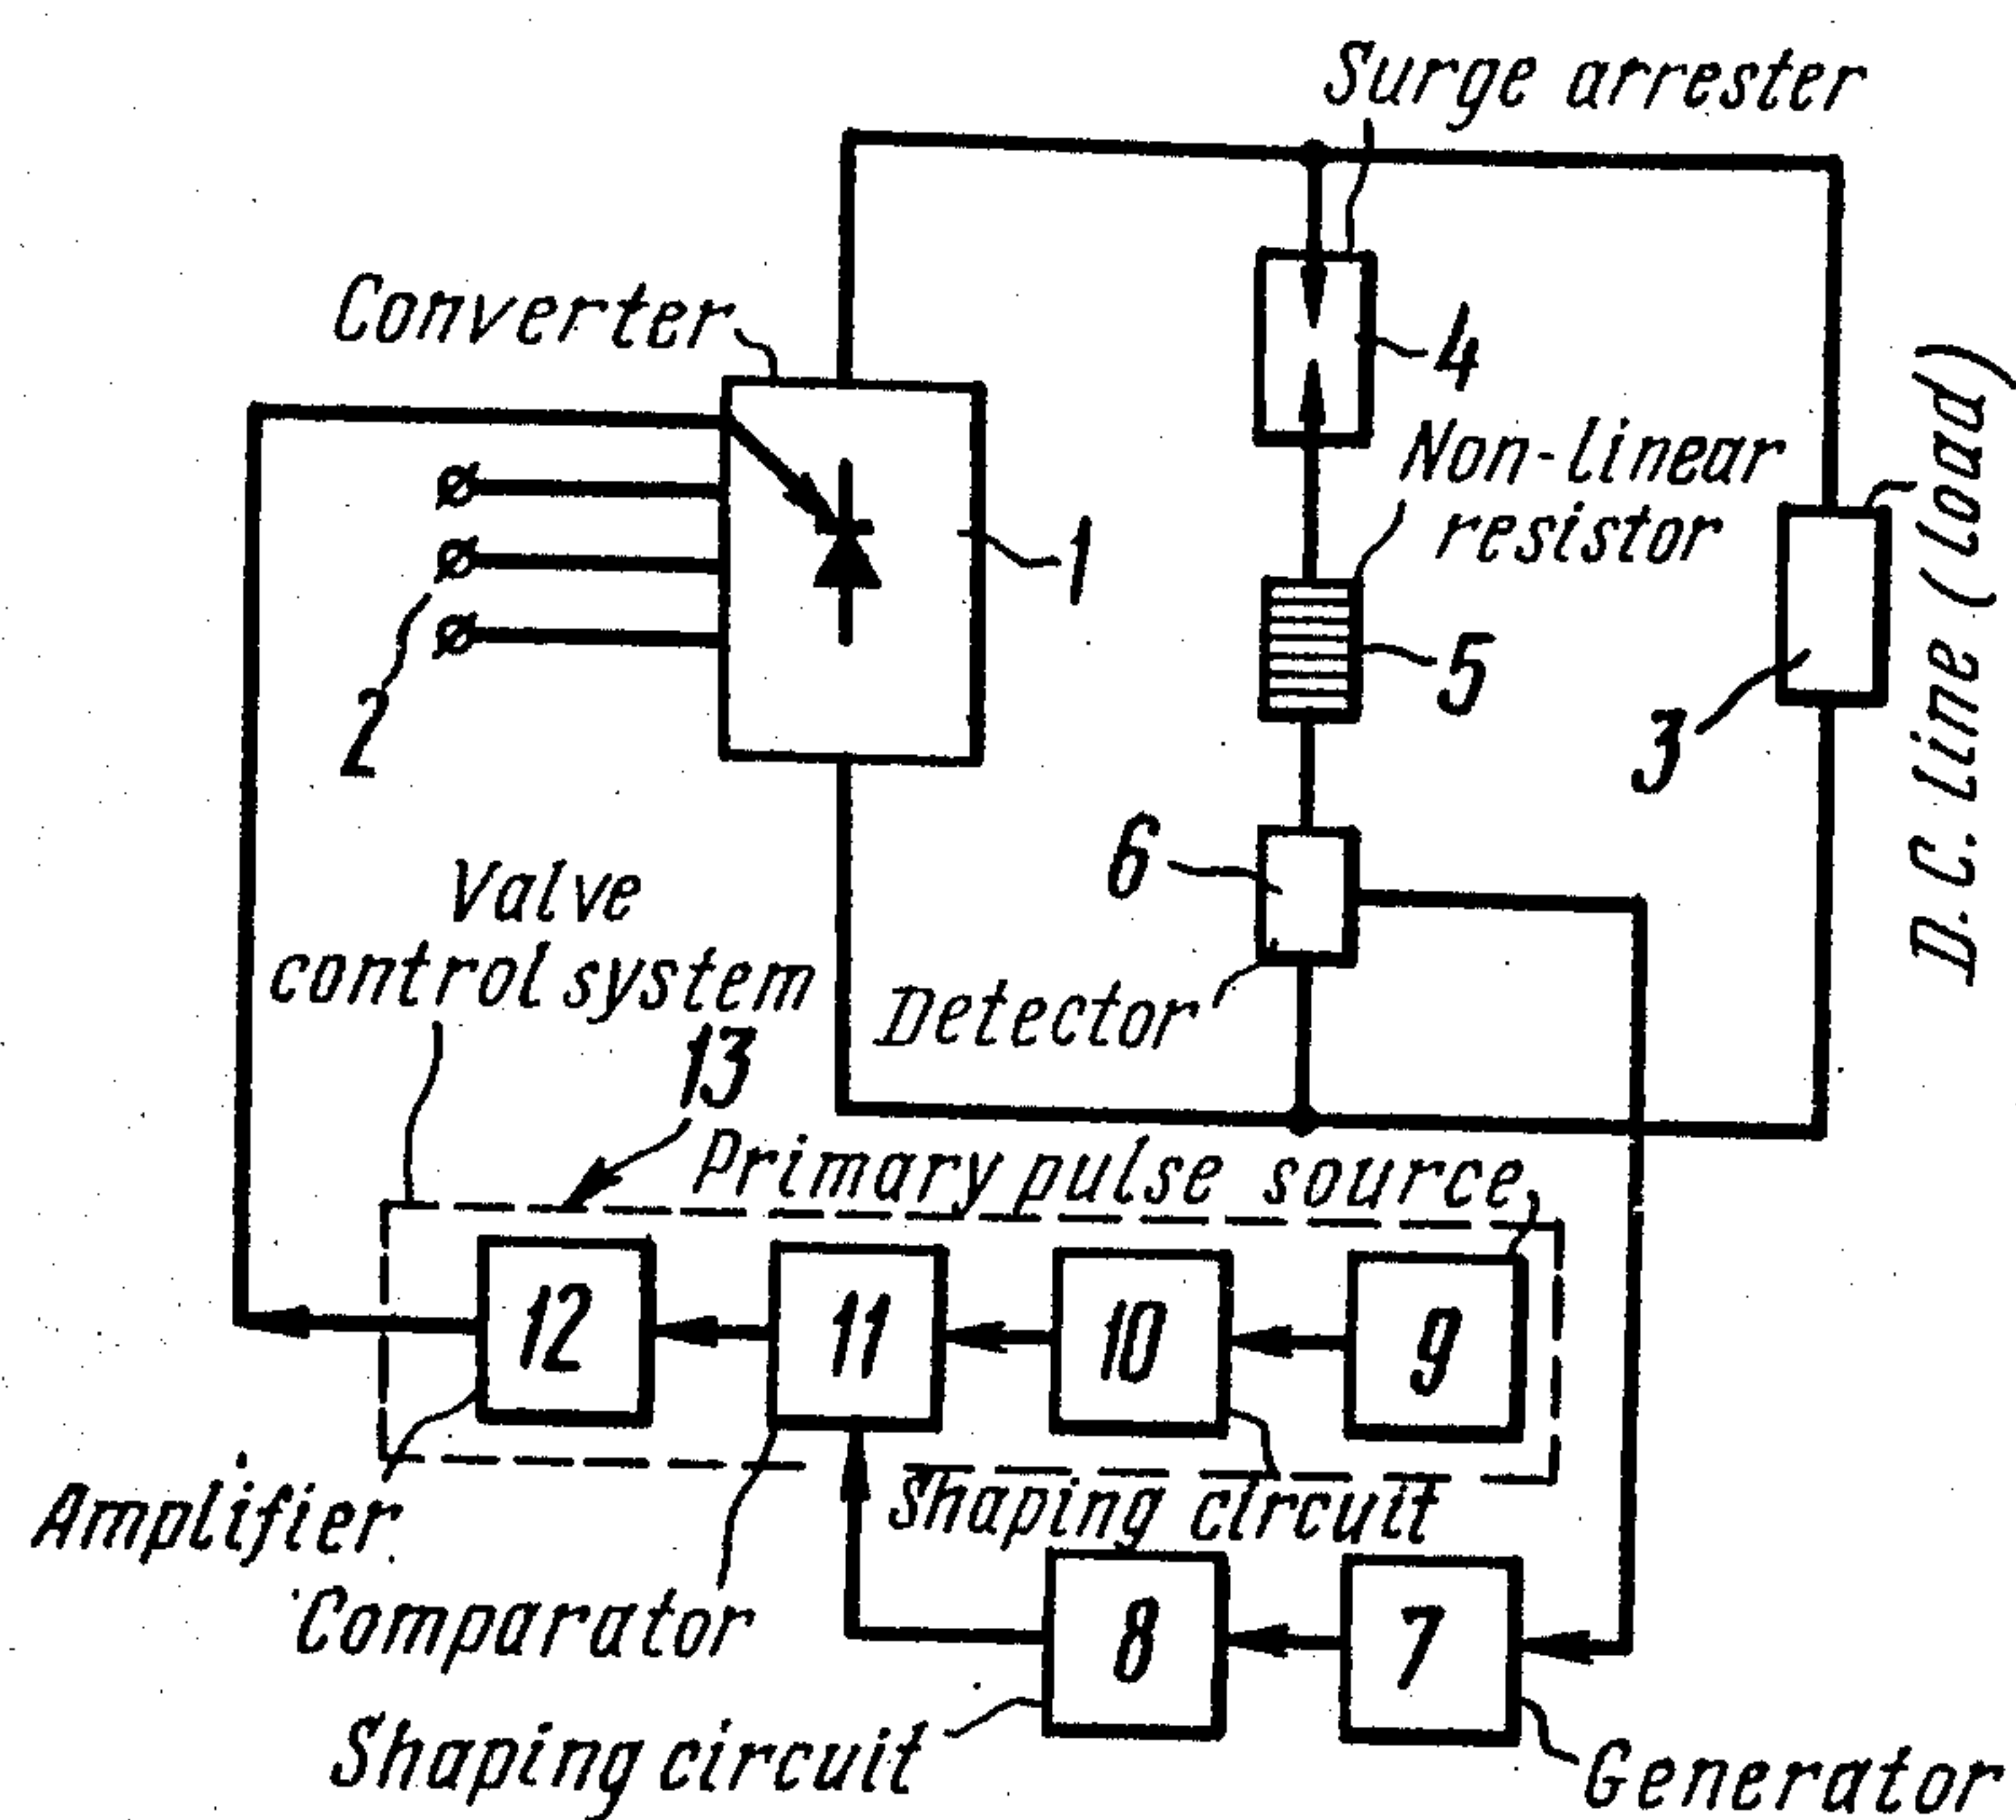 Surge arrester
Converter
4
Non-linear
resistor
1
D. C. line (load)
2
5
3
6
Valve
control system
Detector
13
Primary pulse source
12
11
10
9
Amplifier
Shaping circuit
Comparator
8
7
Shaping circuit
Generator